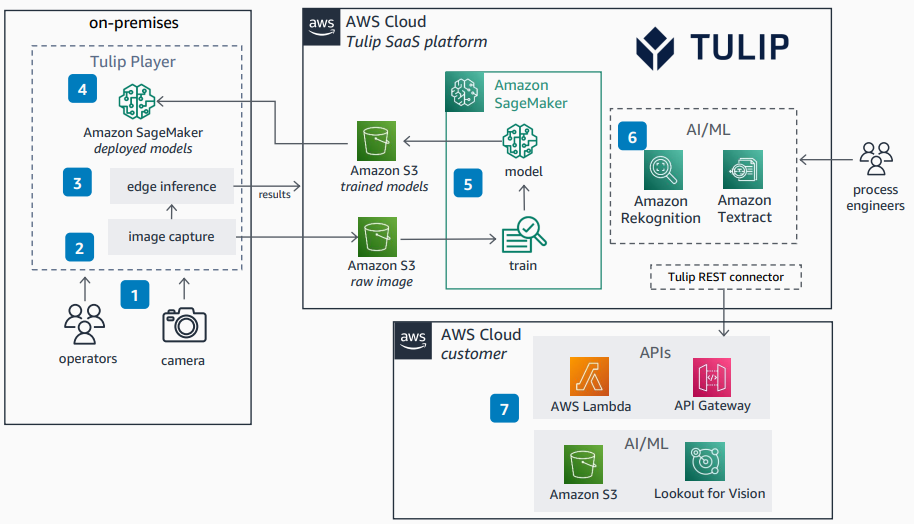 on-premises
Tulip Player
4
Amazon SageMaker
deployed models
3
edge inference
results
2
image capture
1
operators
camera
aws
AWS Cloud
Tulip SaaS platform
TULIP
Amazon
SageMaker
Amazon S3
trained models
model
5
Amazon S3
raw image
train
AI/ML
6
Amazon
Rekognition
Amazon
Textract
process
engineers
Tulip REST connector
aws
AWS Cloud
customer
APIs
AWS Lambda
API Gateway
7
AI/ML
Amazon S3
Lookout for Vision